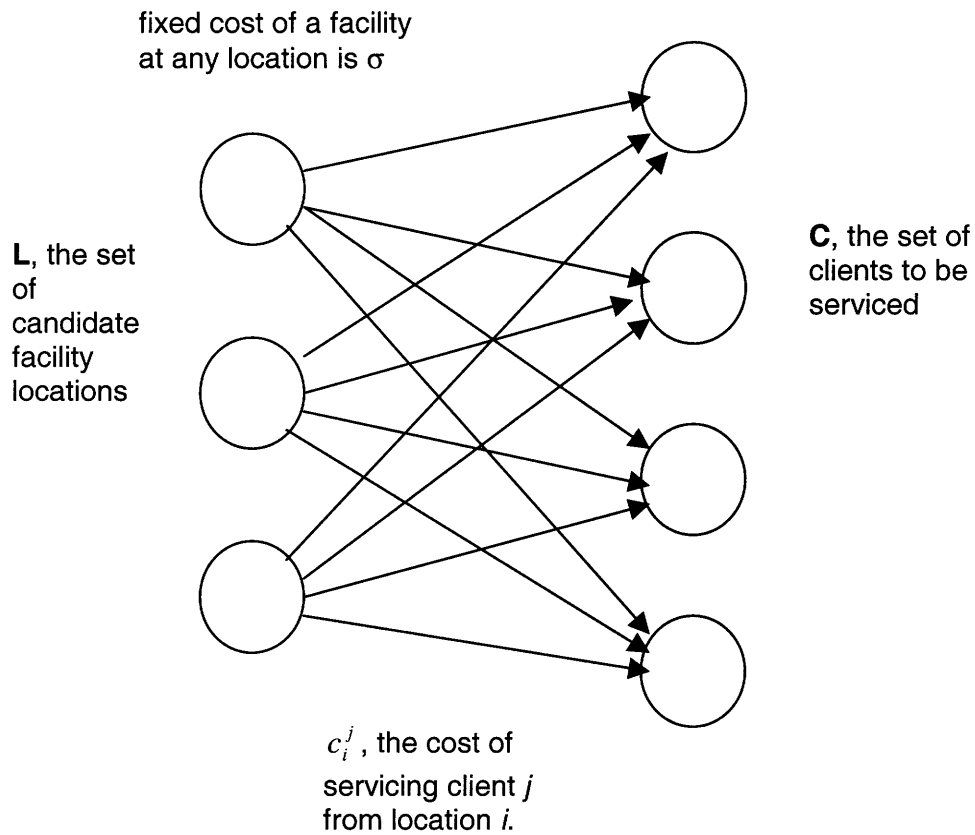 fixed cost of a facility
at any location is σ
L, the set
of
candidate
facility
locations
C, the set of
clients to be
serviced
c_i^j, the cost of
servicing client j
from location i.